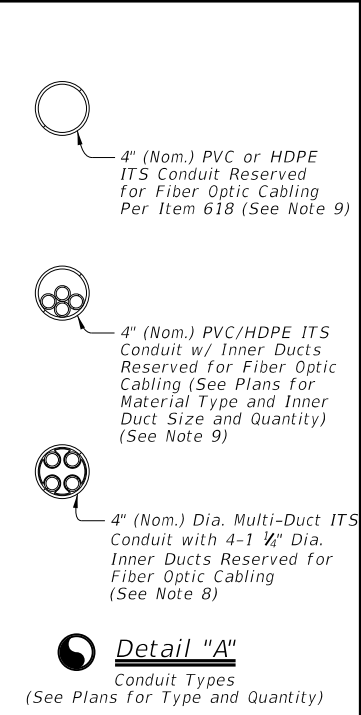 4" (Nom.) PVC or HDPE
ITS Conduit Reserved
for Fiber Optic Cabling
Per Item 618 (See Note 9)
4" (Nom.) PVC/HDPE ITS
Conduit w/ Inner Ducts
Reserved for Fiber Optic
Cabling (See Plans for
Material Type and Inner
Duct Size and Quantity)
(See Note 9)
4" (Nom.) Dia. Multi-Duct ITS
Conduit with 4-1 ¼" Dia.
Inner Ducts Reserved for
Fiber Optic Cabling
(See Note 8)
Detail "A"
Conduit Types
(See Plans for Type and Quantity)